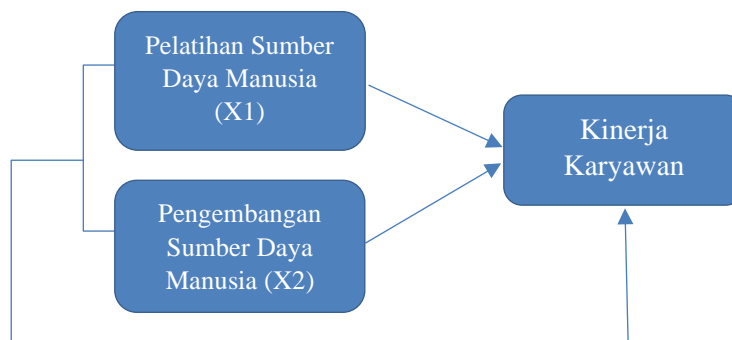 Pelatihan Sumber
Daya Manusia
(X1)
Pengembangan
Sumber Daya
Manusia (X2)
Kinerja
Karyawan